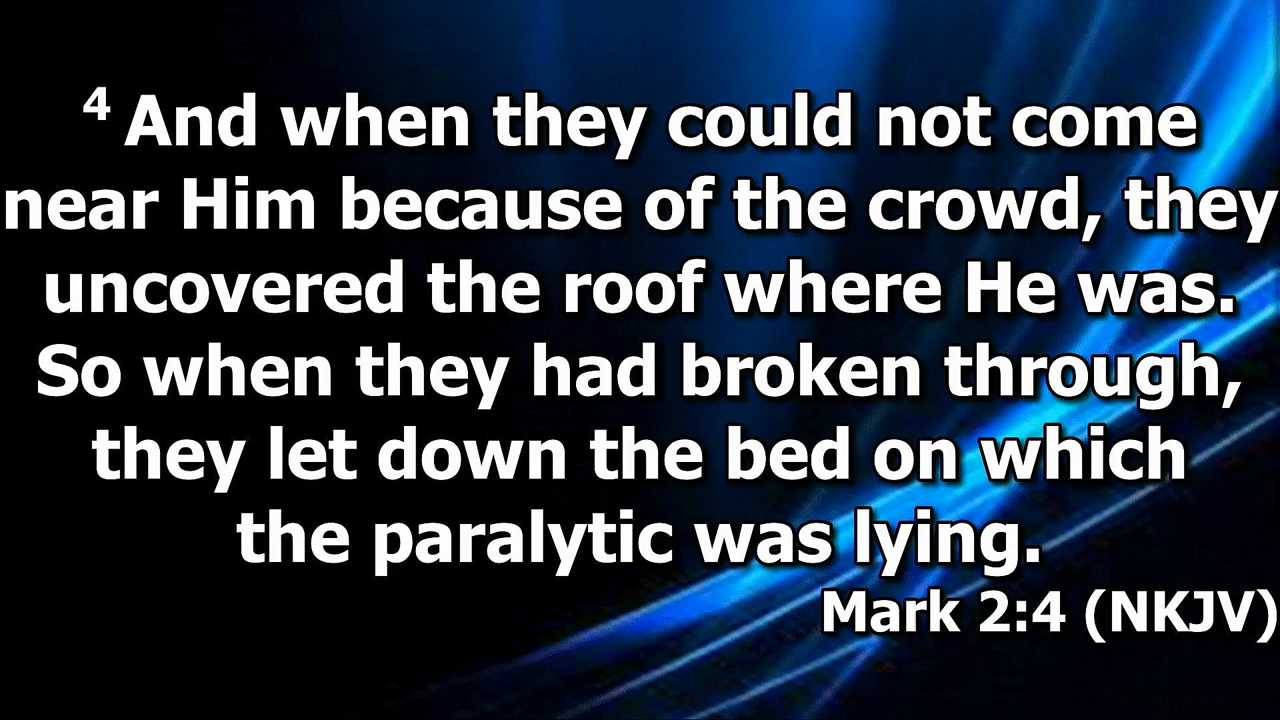 4 And when they could not come
near Him because of the crowd, they
uncovered the roof where He was.
So when they had broken through,
they let down the bed on which
the paralytic was lying.
Mark 2:4 (NKJV)